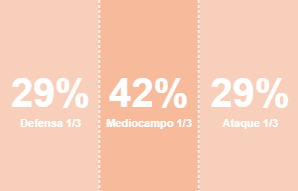 29% 42% 29%
Defensa 1/3 Mediocampo 1/3 Ataque 1/3